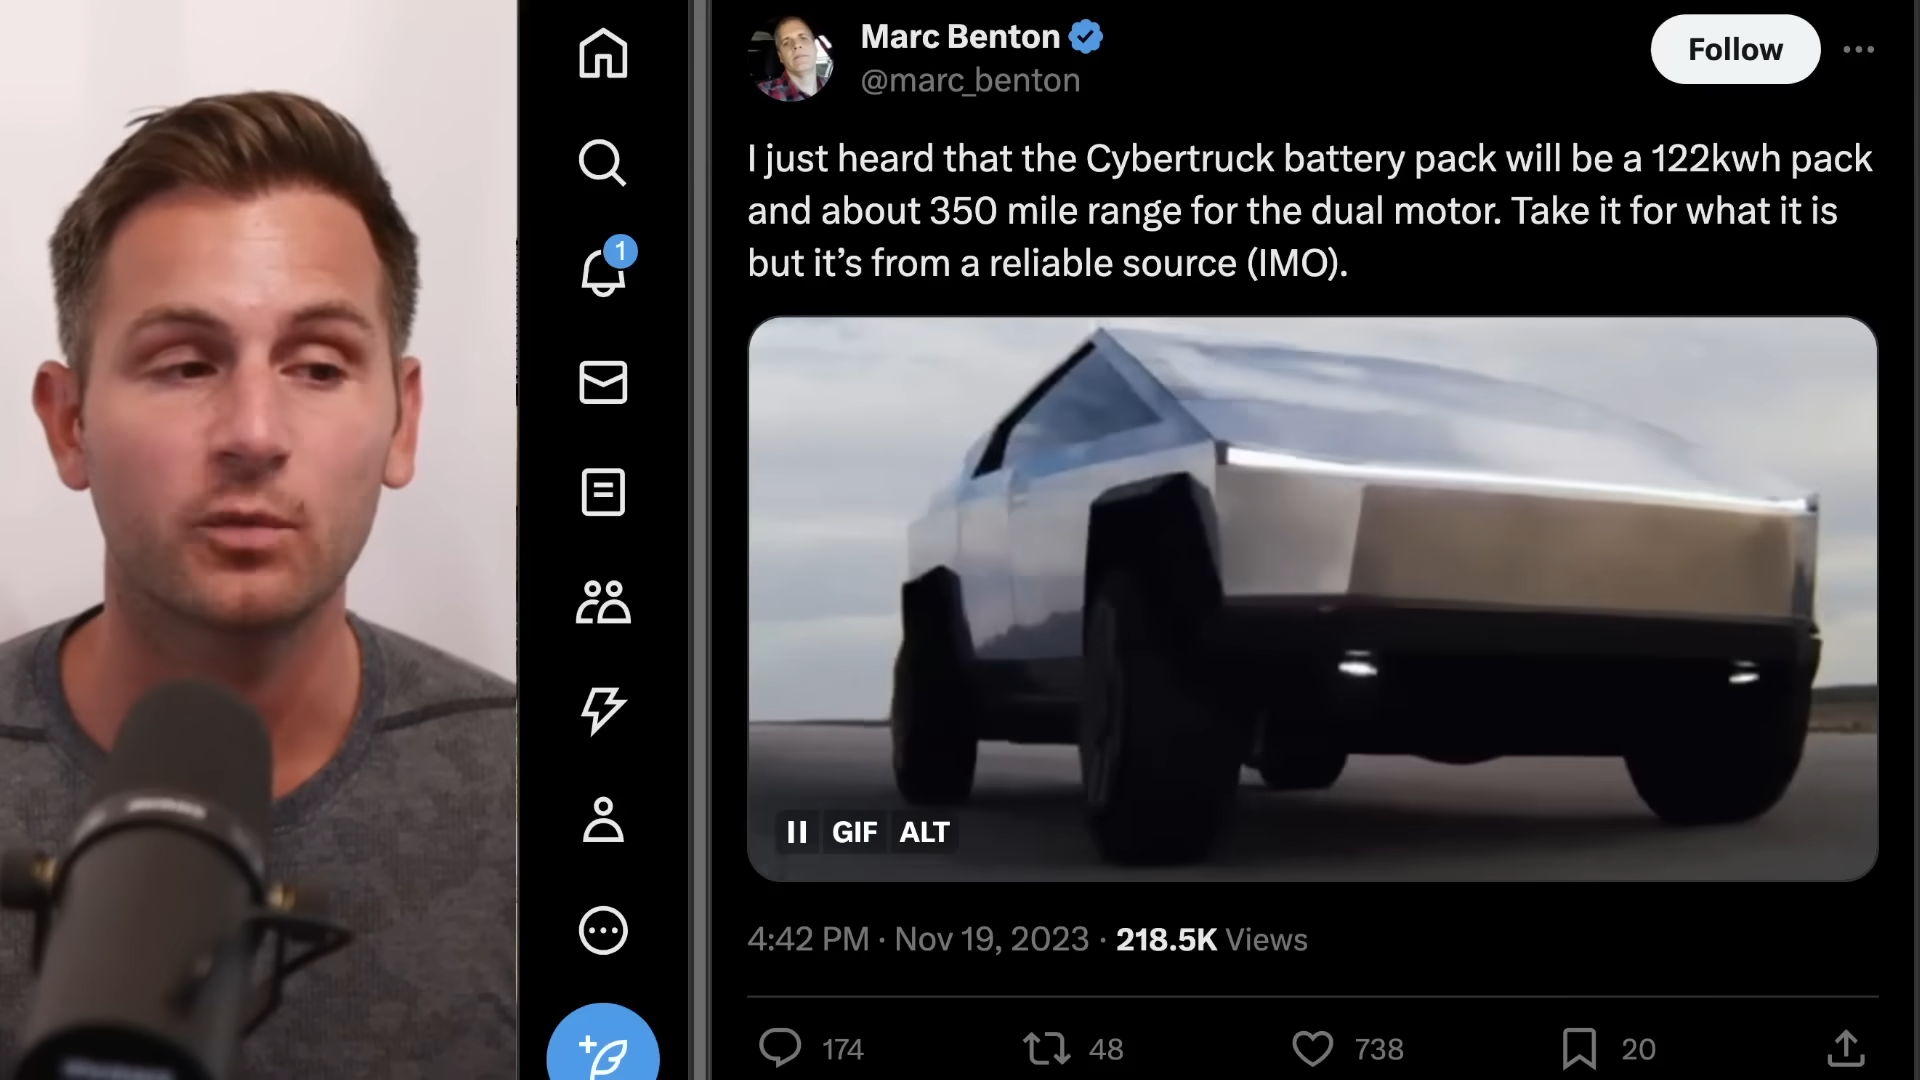 Marc Benton
@marc_benton
Follow
1
I just heard that the Cybertruck battery pack will be a 122kwh pack
and about 350 mile range for the dual motor. Take it for what it is
but it’s from a reliable source (IMO).
GIF ALT
4:42 PM · Nov 19, 2023 · 218.5K Views
174 48 738 20